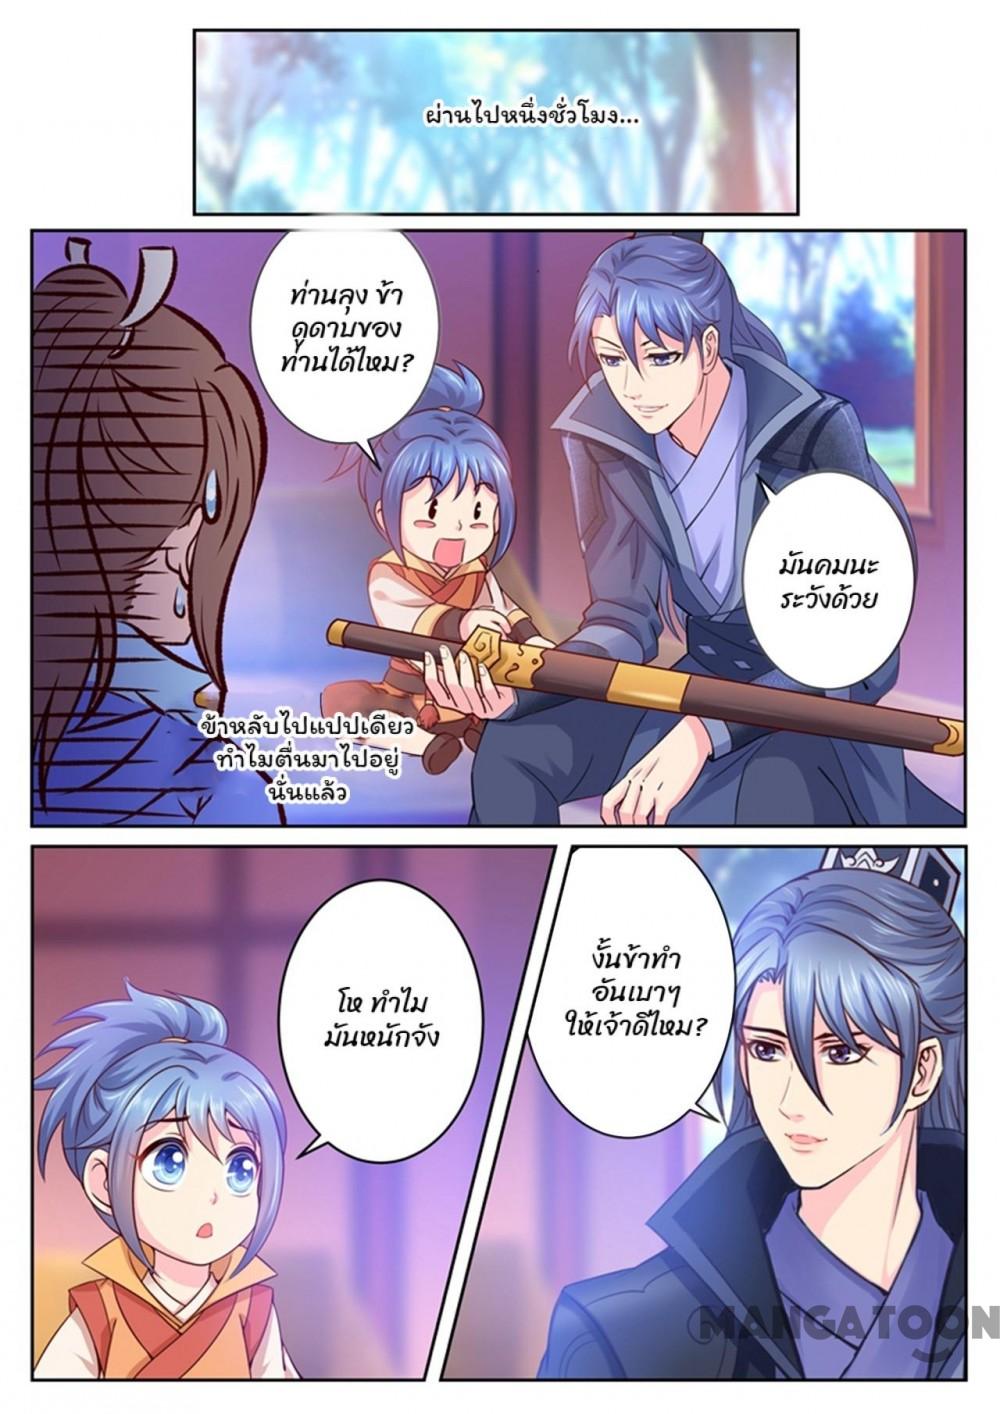 ผ่านไปหนึ่งชั่วโมง...
ท่านลุง ข้า
ดูดาบของ
ท่านได้ไหม?
มันคมนะ
ระวังด้วย
ข้าหลับไปแปปเดียว
ทำไมตื่นมาไปอยู่
นั่นแล้ว
โห ทำไม
มันหนักจัง
งั้นข้าทำ
อันเบาๆ
ให้เจ้าดีไหม?
MANGATOON